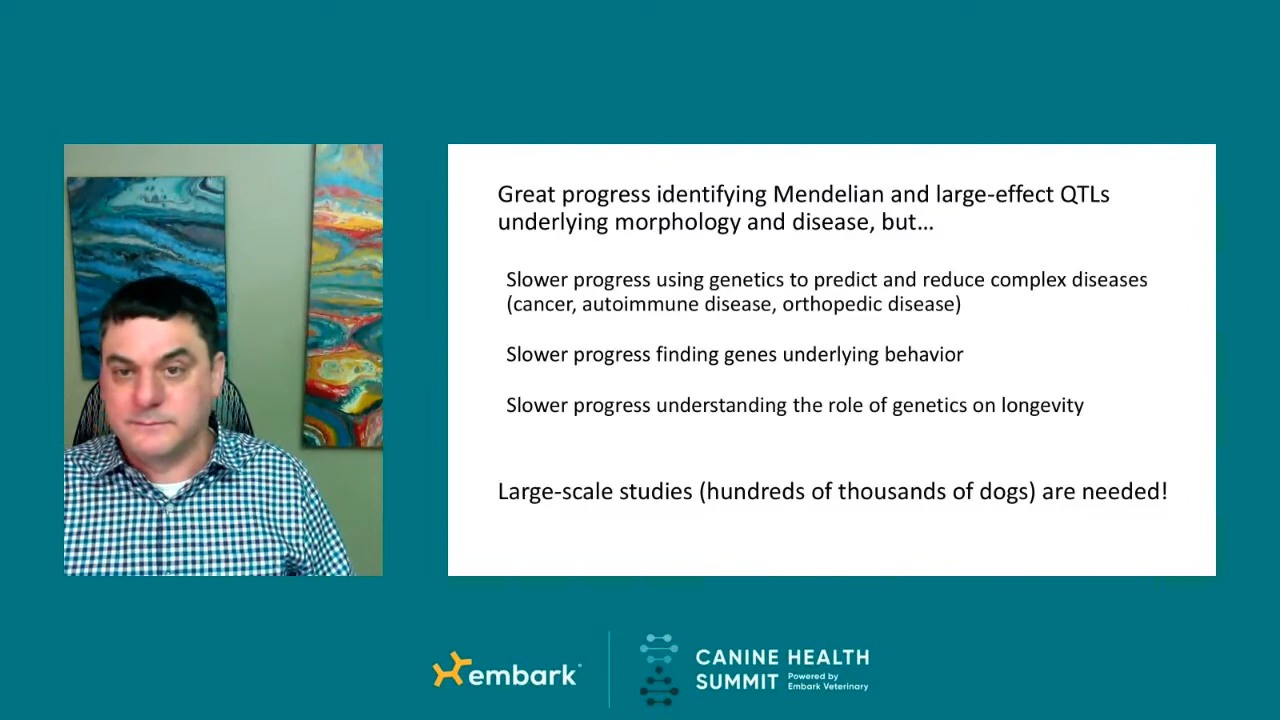 Great progress identifying Mendelian and large-effect QTLs
underlying morphology and disease, but…
Slower progress using genetics to predict and reduce complex diseases
(cancer, autoimmune disease, orthopedic disease)
Slower progress finding genes underlying behavior
Slower progress understanding the role of genetics on longevity
Large-scale studies (hundreds of thousands of dogs) are needed!
embark
CANINE HEALTH
SUMMIT
Powered by
Embark Veterinary